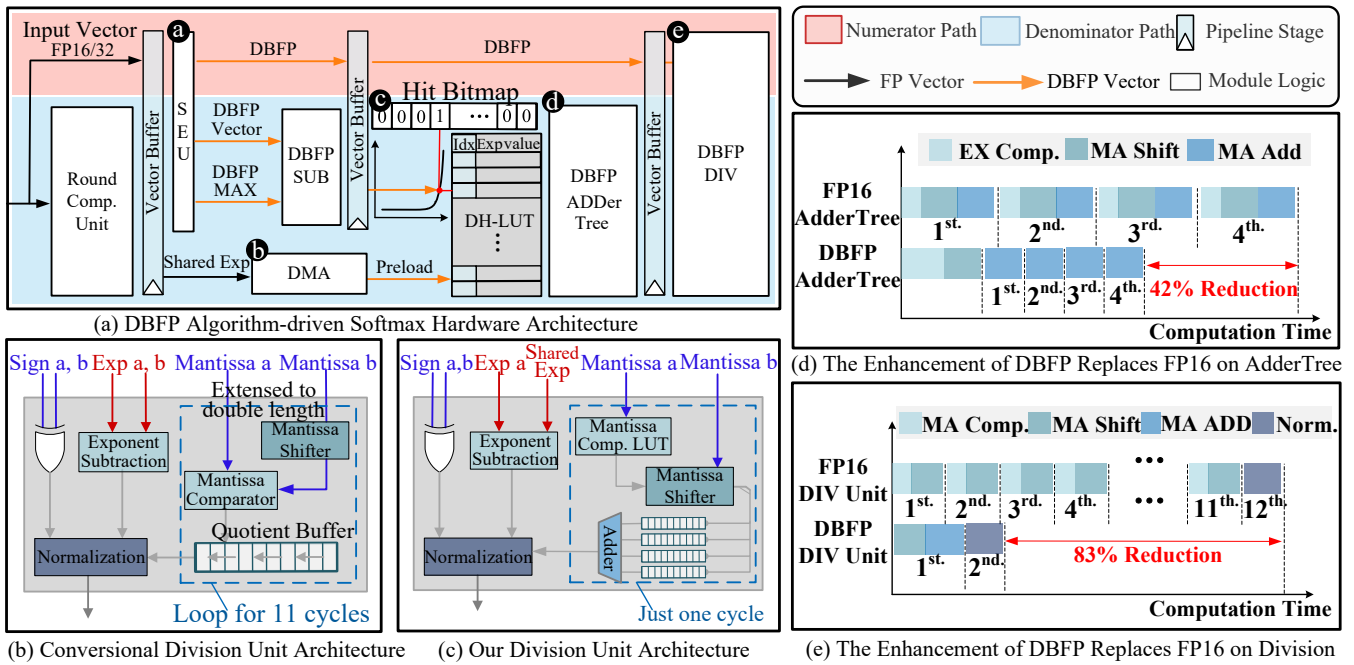 Input Vector
FP16/32
a
DBFP
DBFP
e
SEU
Vector Buffer
Vector Buffer
Vector Buffer
Round
Comp.
Unit
DBFP
Vector
DBFP
MAX
DBFP
SUB
c
Hit Bitmap
0 0 0 1 ··· 0 0
Idx Expvalue
DH-LUT
⋮
d
DBFP
ADDer
Tree
DBFP
DIV
Shared Exp
b
DMA
Preload
(a) DBFP Algorithm-driven Softmax Hardware Architecture
Numerator Path
Denominator Path
Pipeline Stage
FP Vector
DBFP Vector
Module Logic
EX Comp.
MA Shift
MA Add
FP16
AdderTree
1st.
2nd.
3rd.
4th.
DBFP
AdderTree
1st.
2nd.
3rd.
4th.
42% Reduction
Computation Time
(d) The Enhancement of DBFP Replaces FP16 on AdderTree
Sign a, b
Exp a, b
Mantissa a
Mantissa b
Extensed to
double length
Mantissa
Shifter
Exponent
Subtraction
Mantissa
Comparator
Quotient Buffer
Normalization
Loop for 11 cycles
(b) Conversional Division Unit Architecture
Sign a,b
Exp a
Shared
Exp
Mantissa a
Mantissa b
Mantissa
Comp. LUT
Exponent
Subtraction
Mantissa
Shifter
Adder
Normalization
Just one cycle
(c) Our Division Unit Architecture
MA Comp.
MA Shift
MA ADD
Norm.
FP16
DIV Unit
1st.
2nd.
3rd.
4th.
···
···
11th.
12th.
DBFP
DIV Unit
1st.
2nd.
83% Reduction
Computation Time
(e) The Enhancement of DBFP Replaces FP16 on Division